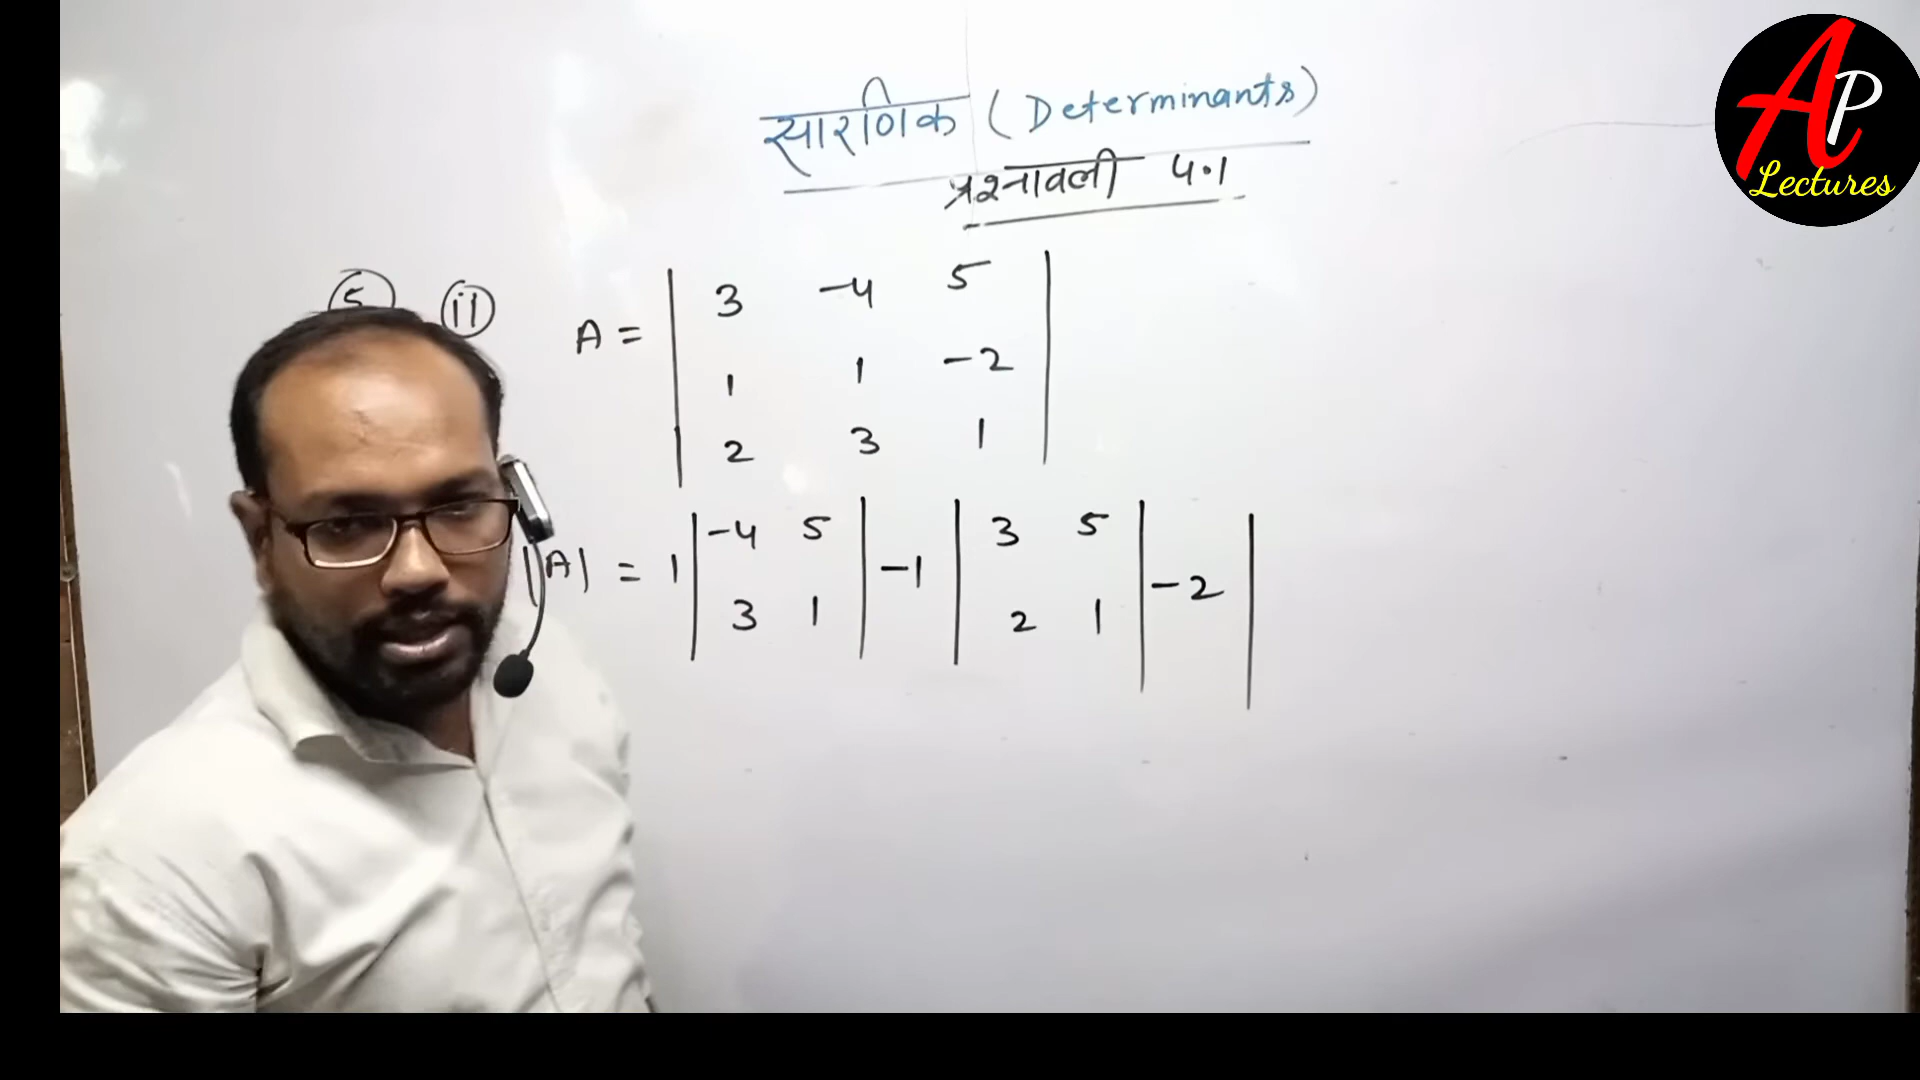 सारणिक (Determinants)
प्रश्नावली 4.1
5 ii
A = | 3 -4 5 |
| 1 1 -2 |
| 2 3 1 |
|A| = 1 | -4 5 | -1 | 3 5 | -2 | |
| 3 1 | | 2 1 |
AP
Lectures